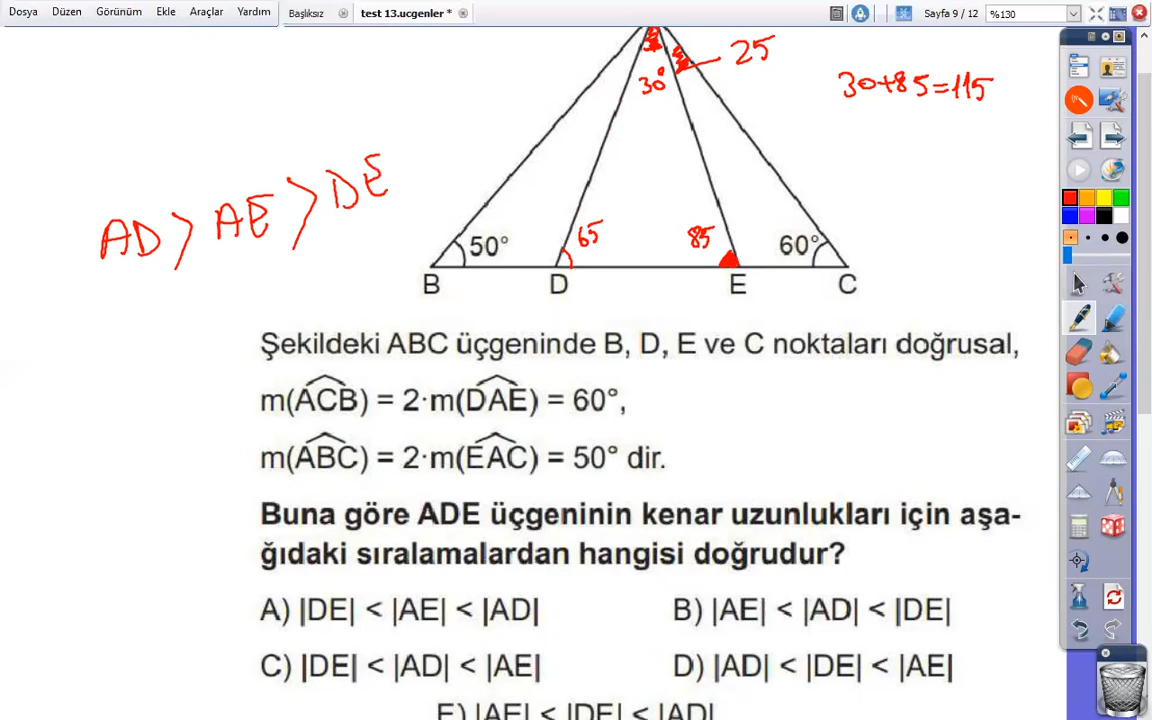 Dosya Düzen Görünüm Ekle Araçlar Yardım Başlıksız test 13.ucgenler * Sayfa 9 / 12 %130
30° 25
30+85=115
AD > AE > DE
50° 65 85 60°
B D E C
Şekildeki ABC üçgeninde B, D, E ve C noktaları doğrusal,
m(ACB) = 2·m(DAE) = 60°,
m(ABC) = 2·m(EAC) = 50° dir.
Buna göre ADE üçgeninin kenar uzunlukları için aşa-
ğıdaki sıralamalardan hangisi doğrudur?
A) |DE| < |AE| < |AD| B) |AE| < |AD| < |DE|
C) |DE| < |AD| < |AE| D) |AD| < |DE| < |AE|
E) |AE| < |DE| < |AD|